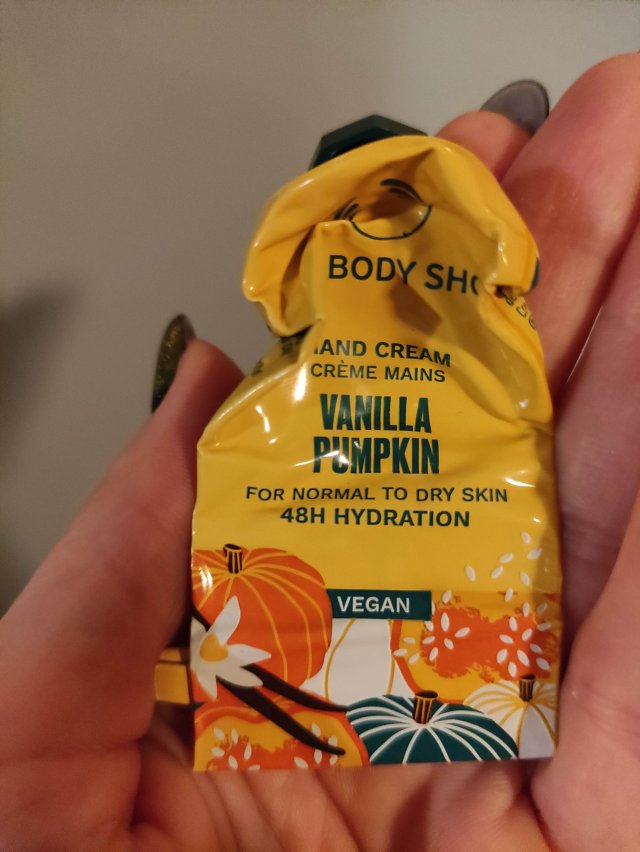 BODY SHO
HAND CREAM
CRÈME MAINS
VANILLA
PUMPKIN
FOR NORMAL TO DRY SKIN
48H HYDRATION
VEGAN